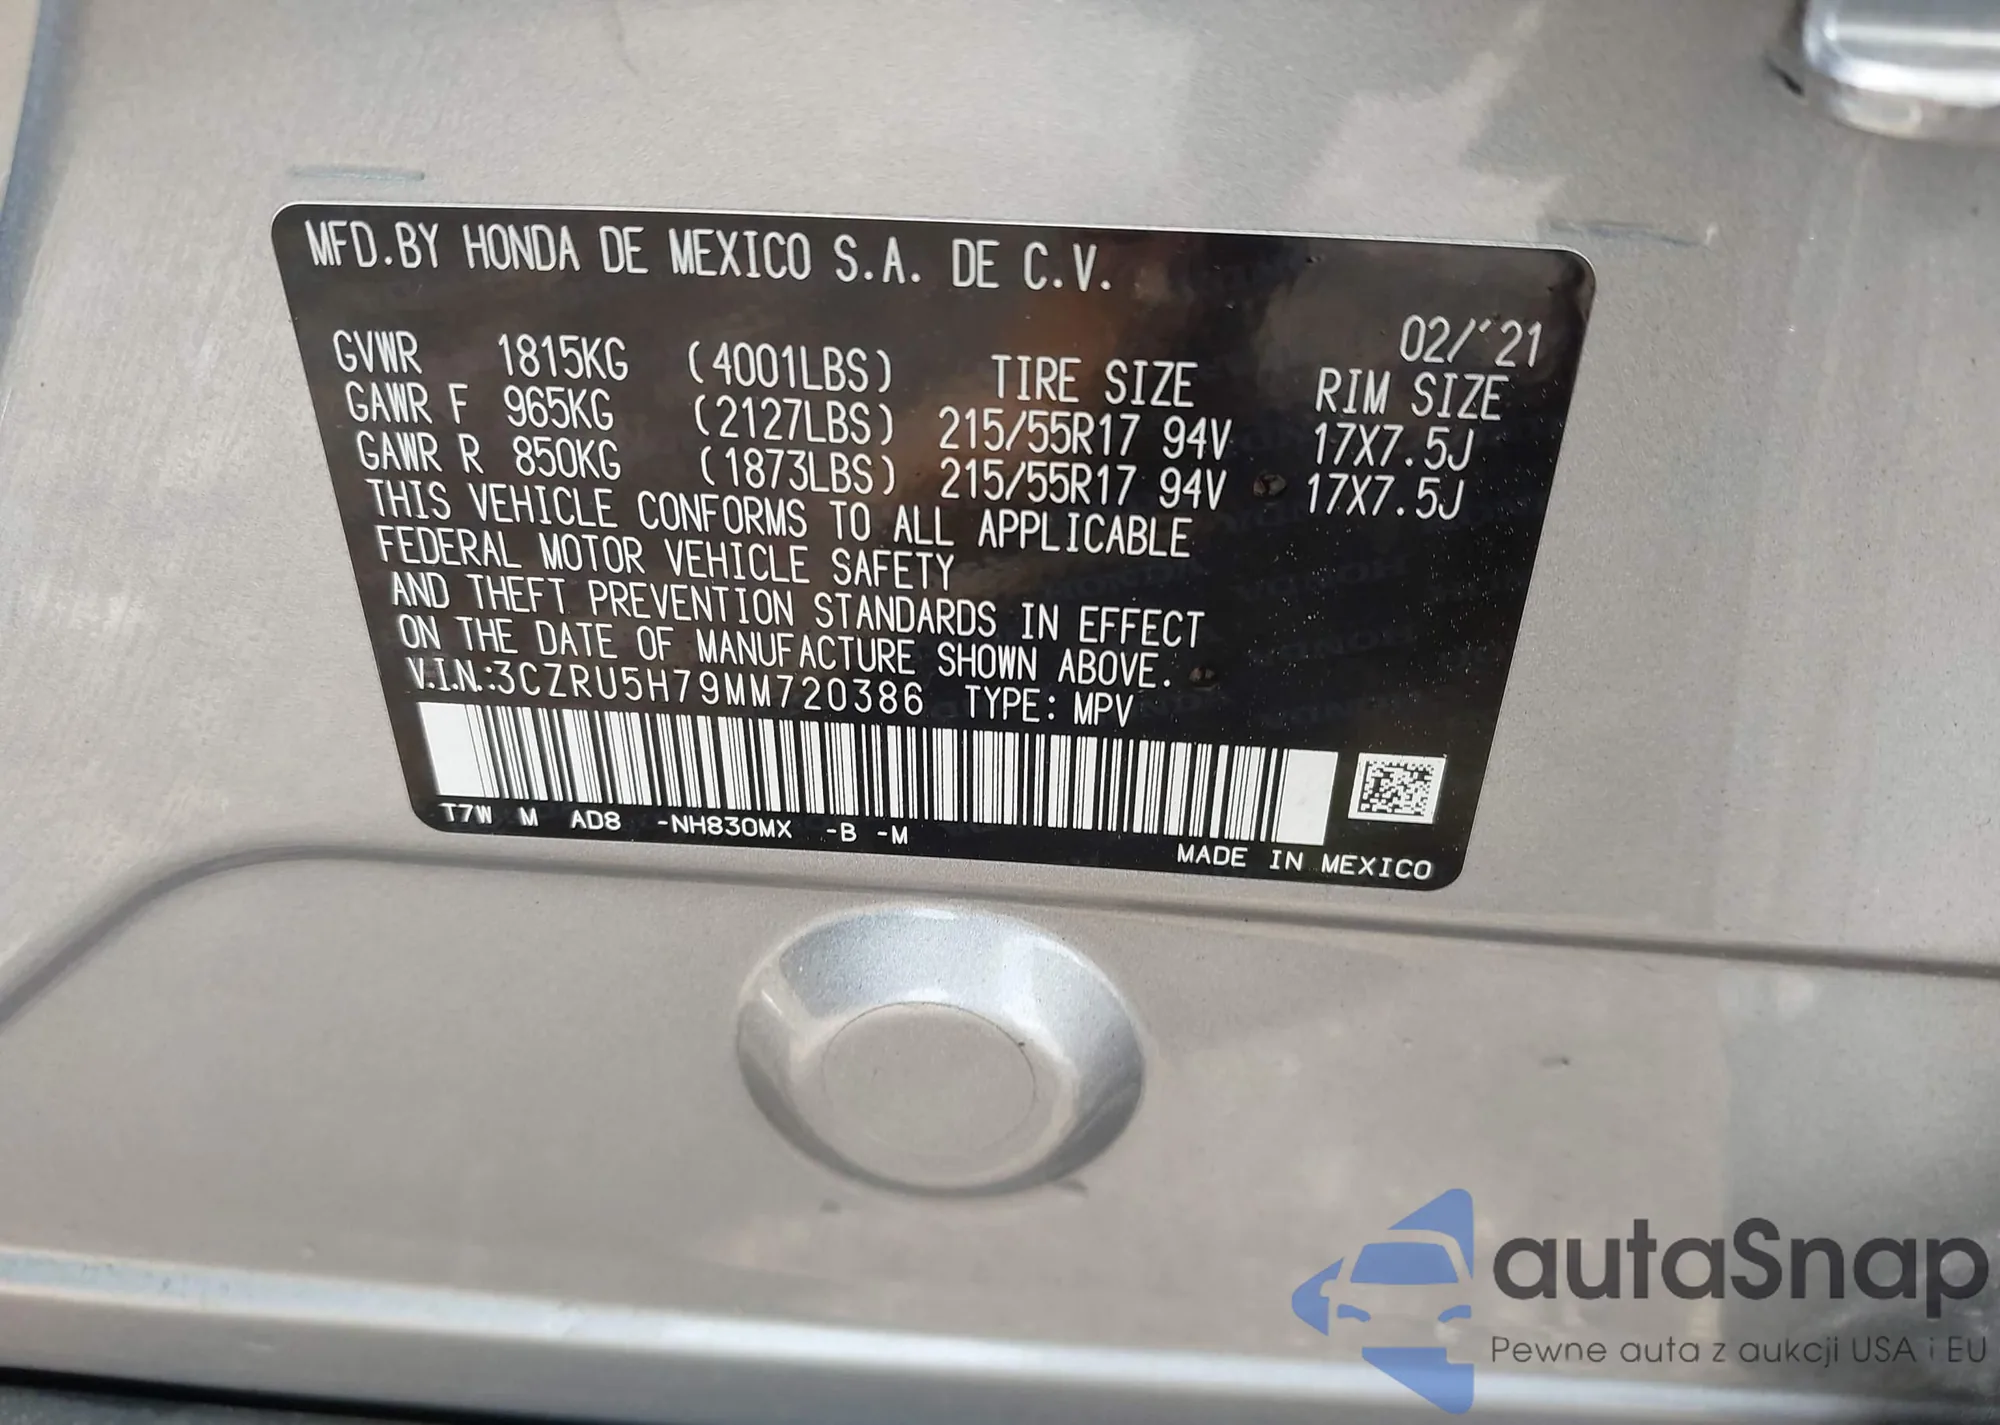 MFD.BY HONDA DE MEXICO S.A. DE C.V.
02/'21
GVWR 1815KG (4001LBS) TIRE SIZE RIM SIZE
GAWR F 965KG (2127LBS) 215/55R17 94V 17X7.5J
GAWR R 850KG (1873LBS) 215/55R17 94V 17X7.5J
THIS VEHICLE CONFORMS TO ALL APPLICABLE
FEDERAL MOTOR VEHICLE SAFETY
AND THEFT PREVENTION STANDARDS IN EFFECT
ON THE DATE OF MANUFACTURE SHOWN ABOVE.
V.I.N.:3CZRU5H79MM720386 TYPE: MPV
T7W M AD8 -NH830MX -B -M
MADE IN MEXICO
autaSnap
Pewne auta z aukcji USA i EU